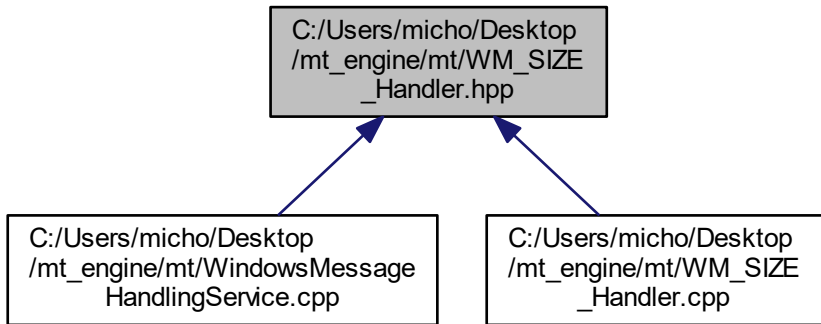 C:/Users/micho/Desktop
/mt_engine/mt/WM_SIZE
_Handler.hpp
C:/Users/micho/Desktop
/mt_engine/mt/WindowsMessage
HandlingService.cpp
C:/Users/micho/Desktop
/mt_engine/mt/WM_SIZE
_Handler.cpp